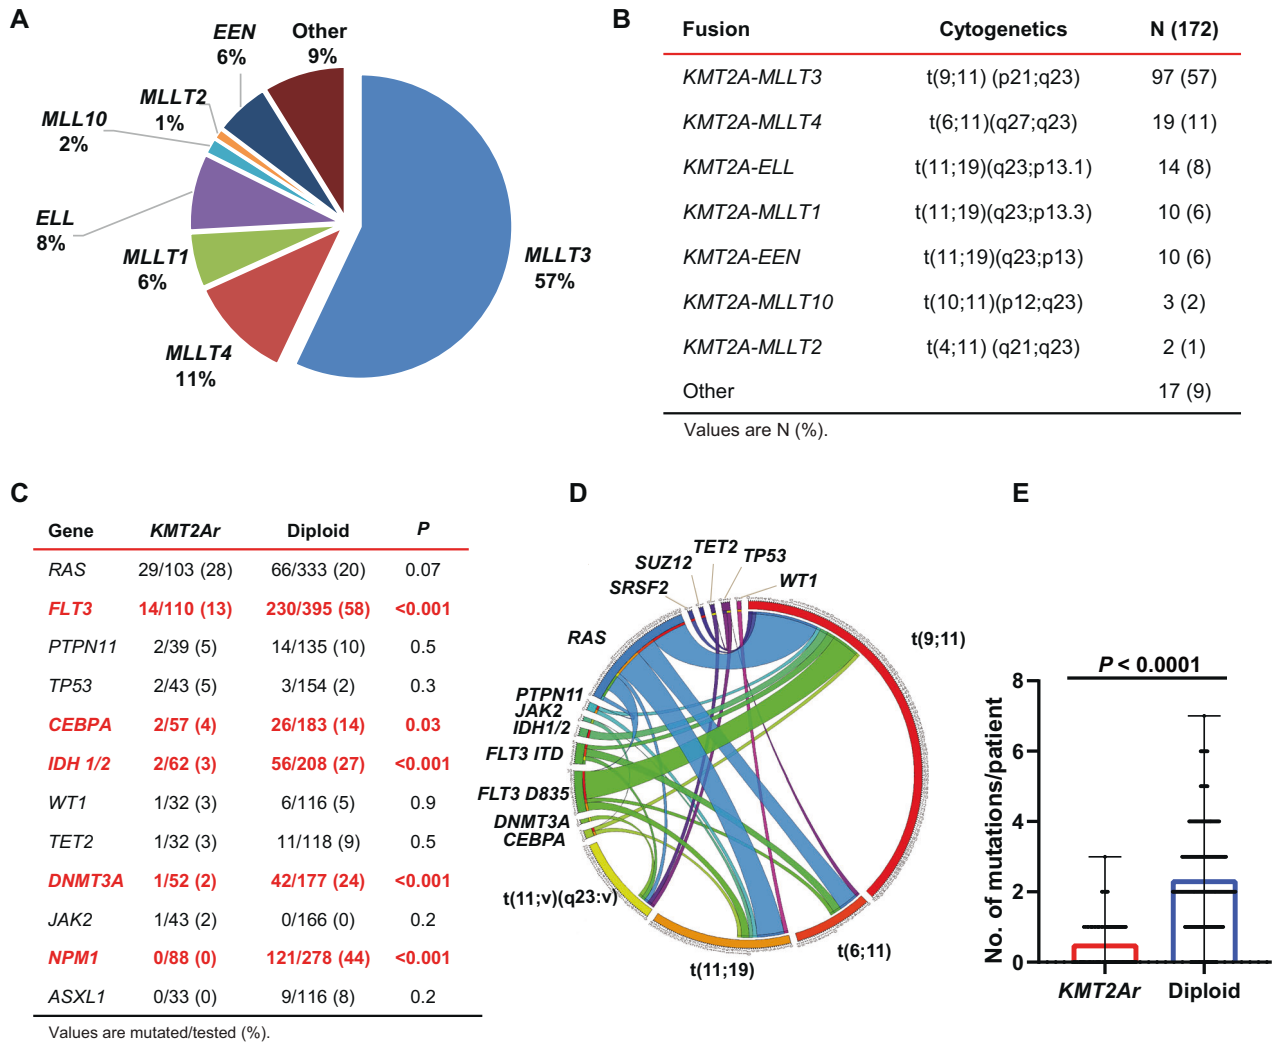 A
EEN
6%
Other
9%
MLLT2
1%
MLL10
2%
ELL
8%
MLLT1
6%
MLLT4
11%
MLLT3
57%
B
Fusion Cytogenetics N (172)
KMT2A-MLLT3 t(9;11) (p21;q23) 97 (57)
KMT2A-MLLT4 t(6;11)(q27;q23) 19 (11)
KMT2A-ELL t(11;19)(q23;p13.1) 14 (8)
KMT2A-MLLT1 t(11;19)(q23;p13.3) 10 (6)
KMT2A-EEN t(11;19)(q23;p13) 10 (6)
KMT2A-MLLT10 t(10;11)(p12;q23) 3 (2)
KMT2A-MLLT2 t(4;11) (q21;q23) 2 (1)
Other 17 (9)
Values are N (%).
C
Gene KMT2Ar Diploid P
RAS 29/103 (28) 66/333 (20) 0.07
FLT3 14/110 (13) 230/395 (58) <0.001
PTPN11 2/39 (5) 14/135 (10) 0.5
TP53 2/43 (5) 3/154 (2) 0.3
CEBPA 2/57 (4) 26/183 (14) 0.03
IDH 1/2 2/62 (3) 56/208 (27) <0.001
WT1 1/32 (3) 6/116 (5) 0.9
TET2 1/32 (3) 11/118 (9) 0.5
DNMT3A 1/52 (2) 42/177 (24) <0.001
JAK2 1/43 (2) 0/166 (0) 0.2
NPM1 0/88 (0) 121/278 (44) <0.001
ASXL1 0/33 (0) 9/116 (8) 0.2
Values are mutated/tested (%).
D
TET2
TP53
SUZ12
WT1
SRSF2
RAS
PTPN11
JAK2
IDH1/2
FLT3 ITD
FLT3 D835
DNMT3A
CEBPA
t(11;v)(q23:v)
t(11;19)
t(6;11)
t(9;11)
E
P < 0.0001
No. of mutations/patient
8
6
4
2
0
KMT2Ar Diploid